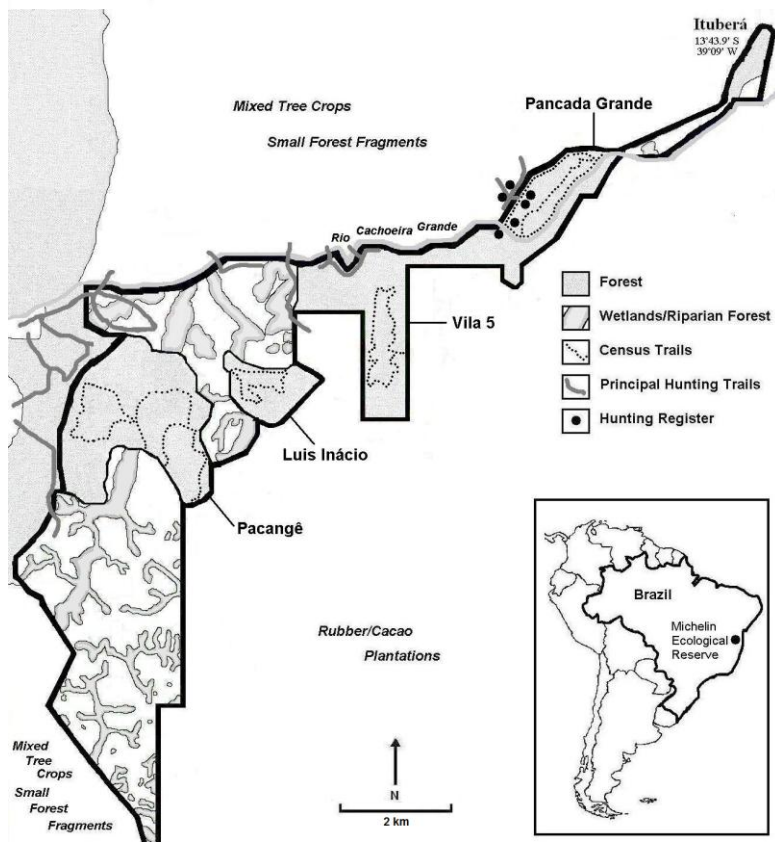 Ituberá
13°43.9' S
39°09' W
Mixed Tree Crops
Small Forest Fragments
Pancada Grande
Rio Cachoeira Grande
Vila 5
Luis Inácio
Pacangê
Forest
Wetlands/Riparian Forest
Census Trails
Principal Hunting Trails
Hunting Register
Rubber/Cacao
Plantations
Mixed
Tree
Crops
Small
Forest
Fragments
N
2 km
Brazil
Michelin
Ecological
Reserve